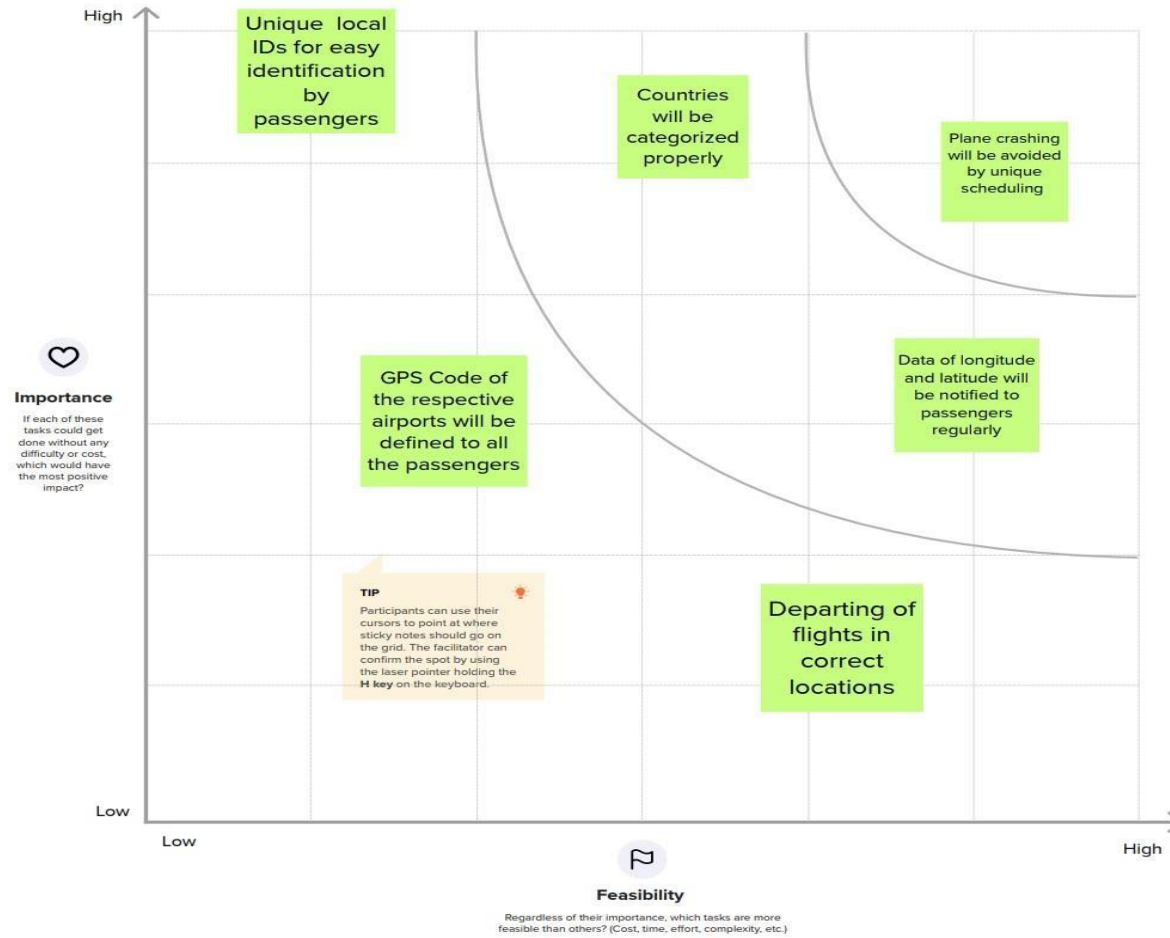 High
Unique local
IDs for easy
identification
by
passengers
Countries
will be
categorized
properly
Plane crashing
will be avoided
by unique
scheduling
Importance
If each of these
tasks could get
done without any
difficulty or cost,
which would have
the most positive
impact?
GPS Code of
the respective
airports will be
defined to all
the passengers
Data of longitude
and latitude will
be notified to
passengers
regularly
TIP
Participants can use their
cursors to point at where
sticky notes should go on
the grid. The facilitator can
confirm the spot by using
the laser pointer holding the
H key on the keyboard.
Departing of
flights in
correct
locations
Low
Low
High
Feasibility
Regardless of their importance, which tasks are more
feasible than others? (Cost, time, effort, complexity, etc.)